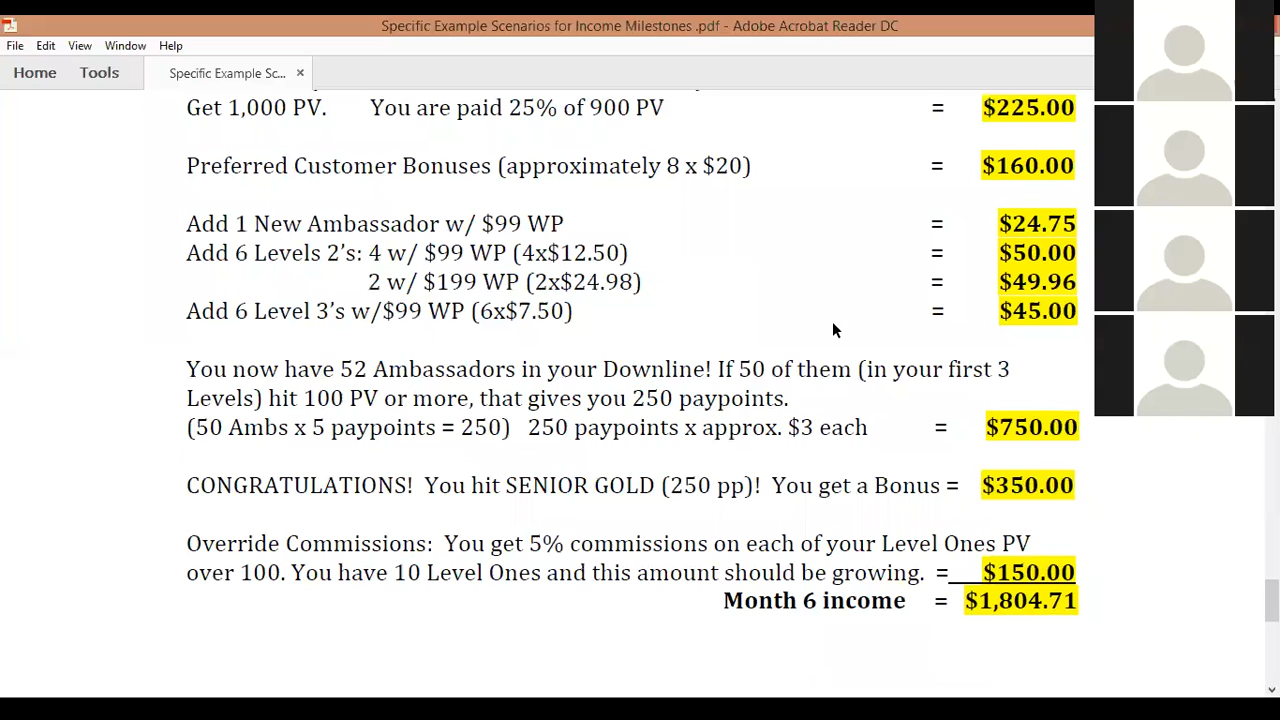 Specific Example Scenarios for Income Milestones .pdf - Adobe Acrobat Reader DC
File Edit View Window Help
Home Tools Specific Example Sc... ×
Get 1,000 PV. You are paid 25% of 900 PV = $225.00
Preferred Customer Bonuses (approximately 8 x $20) = $160.00
Add 1 New Ambassador w/ $99 WP = $24.75
Add 6 Levels 2’s: 4 w/ $99 WP (4x$12.50) = $50.00
2 w/ $199 WP (2x$24.98) = $49.96
Add 6 Level 3’s w/$99 WP (6x$7.50) = $45.00
You now have 52 Ambassadors in your Downline! If 50 of them (in your first 3
Levels) hit 100 PV or more, that gives you 250 paypoints.
(50 Ambs x 5 paypoints = 250) 250 paypoints x approx. $3 each = $750.00
CONGRATULATIONS! You hit SENIOR GOLD (250 pp)! You get a Bonus = $350.00
Override Commissions: You get 5% commissions on each of your Level Ones PV
over 100. You have 10 Level Ones and this amount should be growing. = $150.00
Month 6 income = $1,804.71